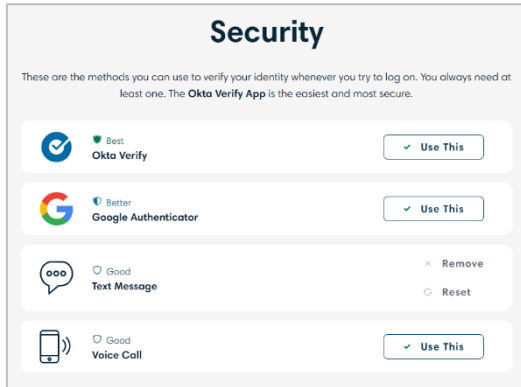 Security
These are the methods you can use to verify your identity whenever you try to log on. You always need at
least one. The Okta Verify App is the easiest and most secure.
Best
Okta Verify
Use This
Better
Google Authenticator
Use This
Good
Text Message
Remove
Reset
Good
Voice Call
Use This